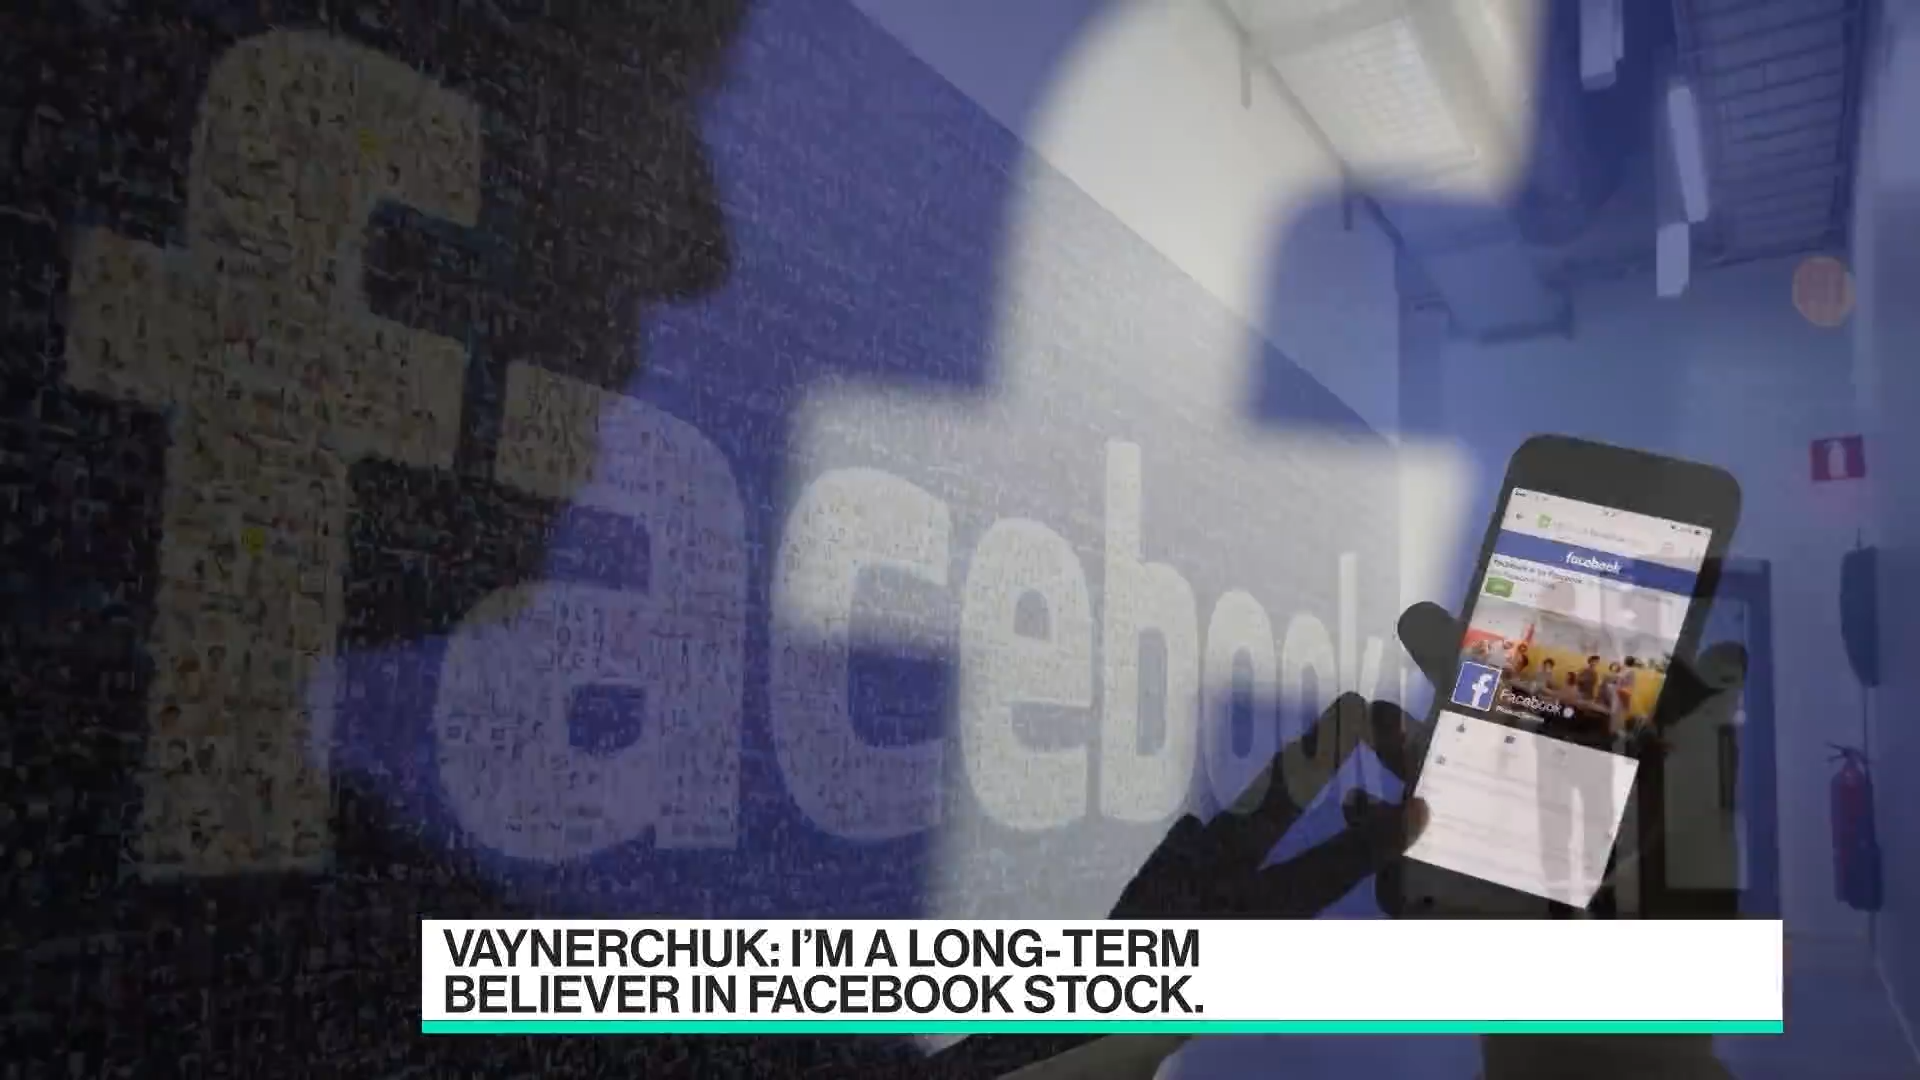 facebook
facebook
Facebook
VAYNERCHUK: I'M A LONG-TERM
BELIEVER IN FACEBOOK STOCK.